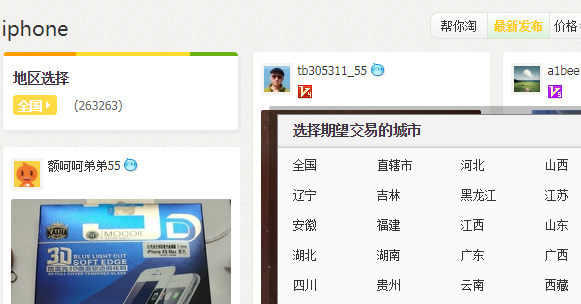 iphone
帮你淘 最新发布 价格
地区选择
全国 (263263)
tb305311_55
a1bee
额呵呵弟弟55
MOCOLL
3D BLUE LIGHT CUT
SOFT EDGE
选择期望交易的城市
全国 直辖市 河北 山西
辽宁 吉林 黑龙江 江苏
安徽 福建 江西 山东
湖北 湖南 广东 广西
四川 贵州 云南 西藏